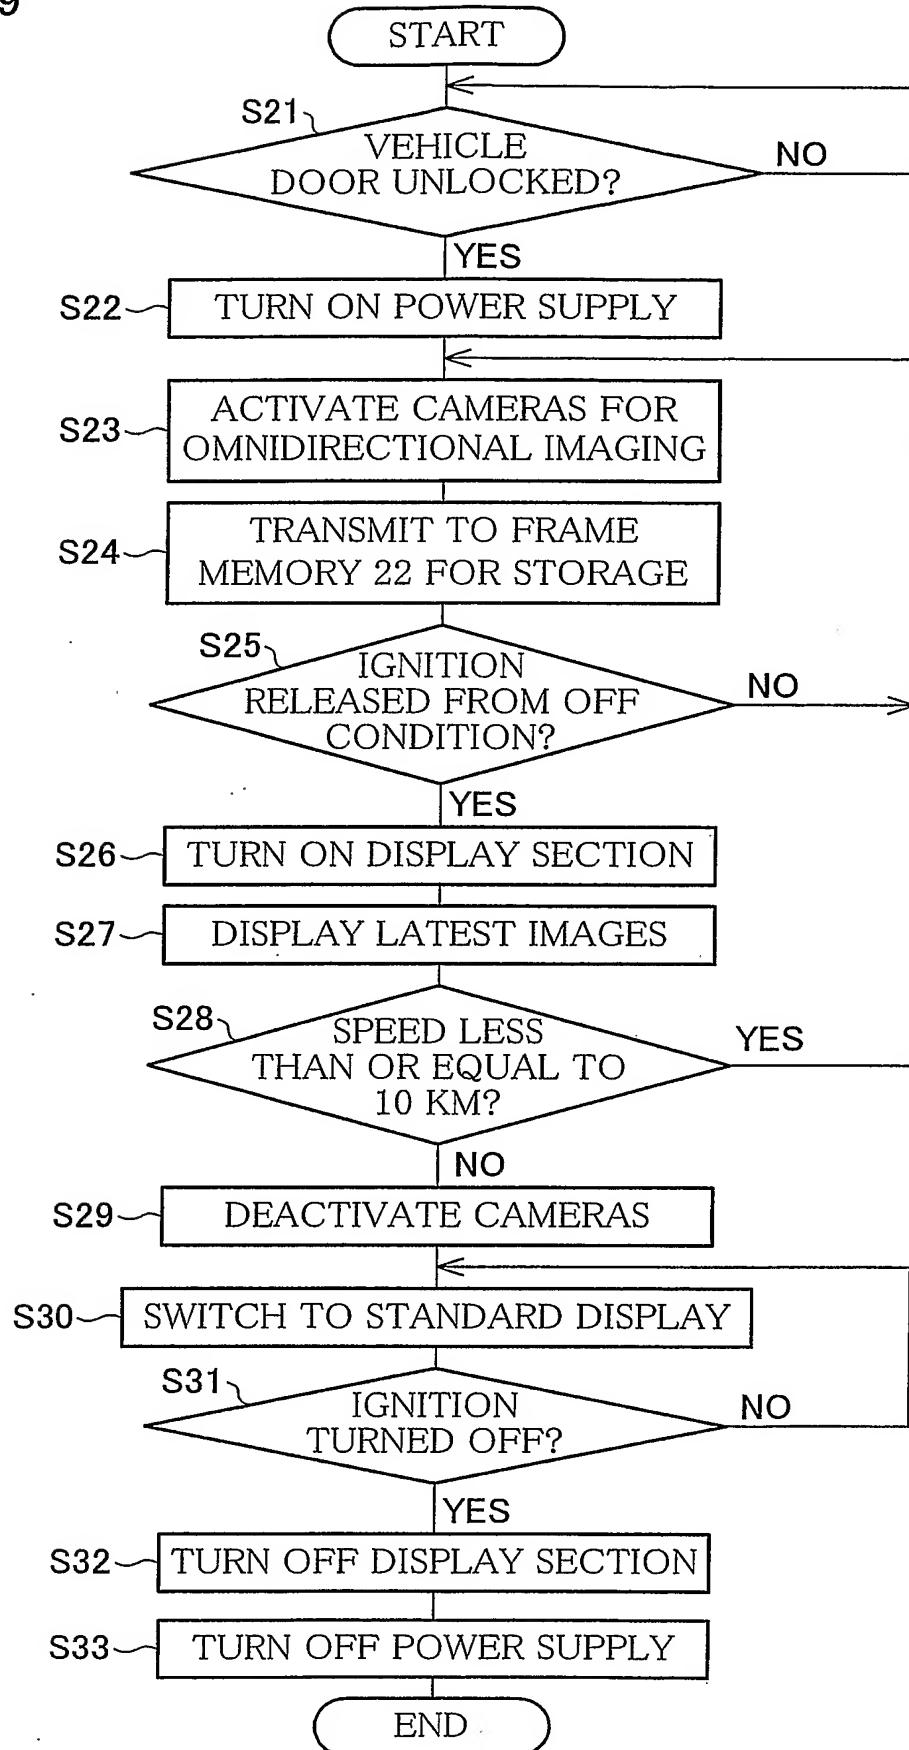 9
START
S21
VEHICLE
DOOR UNLOCKED?
NO
YES
S22
TURN ON POWER SUPPLY
S23
ACTIVATE CAMERAS FOR
OMNIDIRECTIONAL IMAGING
S24
TRANSMIT TO FRAME
MEMORY 22 FOR STORAGE
S25
IGNITION
RELEASED FROM OFF
CONDITION?
NO
YES
S26
TURN ON DISPLAY SECTION
S27
DISPLAY LATEST IMAGES
S28
SPEED LESS
THAN OR EQUAL TO
10 KM?
YES
NO
S29
DEACTIVATE CAMERAS
S30
SWITCH TO STANDARD DISPLAY
S31
IGNITION
TURNED OFF?
NO
YES
S32
TURN OFF DISPLAY SECTION
S33
TURN OFF POWER SUPPLY
END